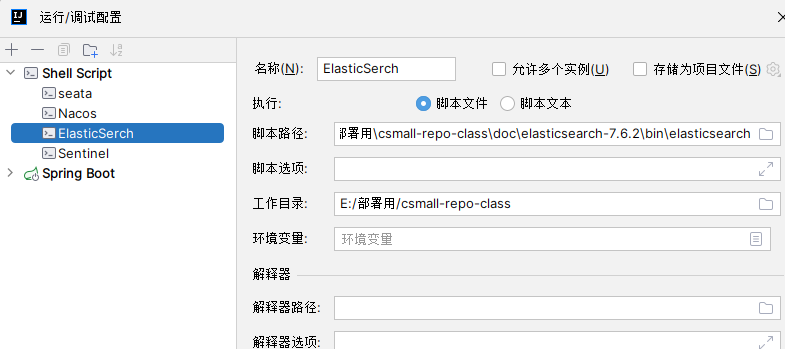 运行/调试配置
Shell Script
seata
Nacos
ElasticSerch
Sentinel
Spring Boot
名称(N): ElasticSerch 允许多个实例(U) 存储为项目文件(S)
执行: 脚本文件 脚本文本
脚本路径: 部署用\csmall-repo-class\doc\elasticsearch-7.6.2\bin\elasticsearch
脚本选项:
工作目录: E:/部署用/csmall-repo-class
环境变量: 环境变量
解释器
解释器路径:
解释器选项: